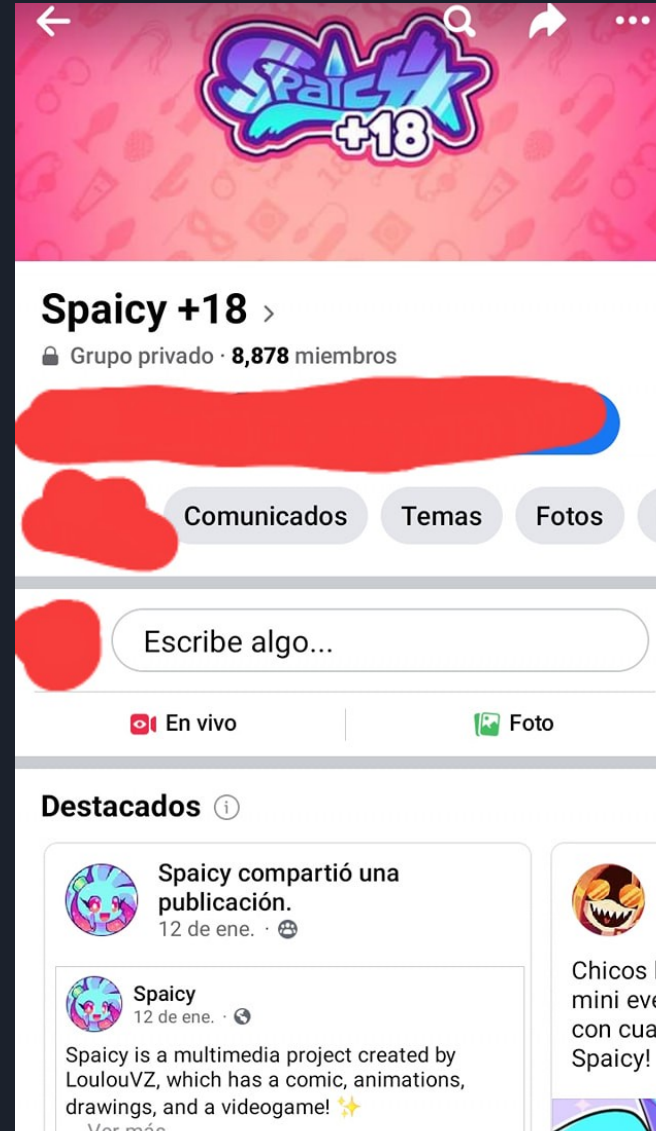 SPAICY
+18
Spaicy +18
Grupo privado · 8,878 miembros
Comunicados
Temas
Fotos
Escribe algo...
En vivo
Foto
Destacados
Spaicy compartió una
publicación.
12 de ene. ·
Spaicy
12 de ene. ·
Spaicy is a multimedia project created by
LoulouVZ, which has a comic, animations,
drawings, and a videogame! ✨
... Ver más
Chicos
mini eve
con cua
Spaicy!